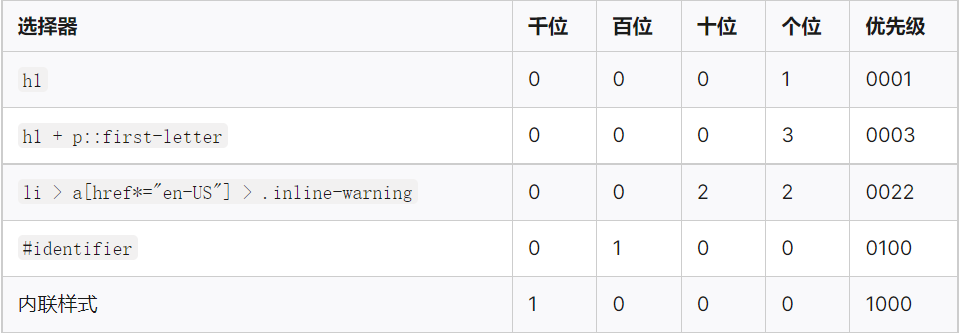 选择器 千位 百位 十位 个位 优先级
h1 0 0 0 1 0001
h1 + p::first-letter 0 0 0 3 0003
li > a[href*="en-US"] > .inline-warning 0 0 2 2 0022
#identifier 0 1 0 0 0100
内联样式 1 0 0 0 1000